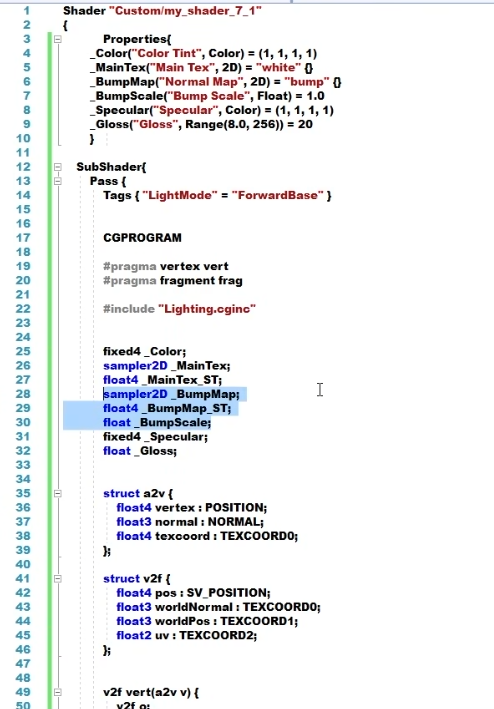 1 Shader "Custom/my_shader_7_1"
2 {
3 Properties{
4 _Color("Color Tint", Color) = (1, 1, 1, 1)
5 _MainTex("Main Tex", 2D) = "white" {}
6 _BumpMap("Normal Map", 2D) = "bump" {}
7 _BumpScale("Bump Scale", Float) = 1.0
8 _Specular("Specular", Color) = (1, 1, 1, 1)
9 _Gloss("Gloss", Range(8.0, 256)) = 20
10 }
11
12 SubShader{
13 Pass {
14 Tags { "LightMode" = "ForwardBase" }
15
16
17 CGPROGRAM
18
19 #pragma vertex vert
20 #pragma fragment frag
21
22 #include "Lighting.cginc"
23
24
25 fixed4 _Color;
26 sampler2D _MainTex;
27 float4 _MainTex_ST;
28 sampler2D _BumpMap;
29 float4 _BumpMap_ST;
30 float _BumpScale;
31 fixed4 _Specular;
32 float _Gloss;
33
34
35 struct a2v {
36 float4 vertex : POSITION;
37 float3 normal : NORMAL;
38 float4 texcoord : TEXCOORD0;
39 };
40
41 struct v2f {
42 float4 pos : SV_POSITION;
43 float3 worldNormal : TEXCOORD0;
44 float3 worldPos : TEXCOORD1;
45 float2 uv : TEXCOORD2;
46 };
47
48
49 v2f vert(a2v v) {
50 v2f o;